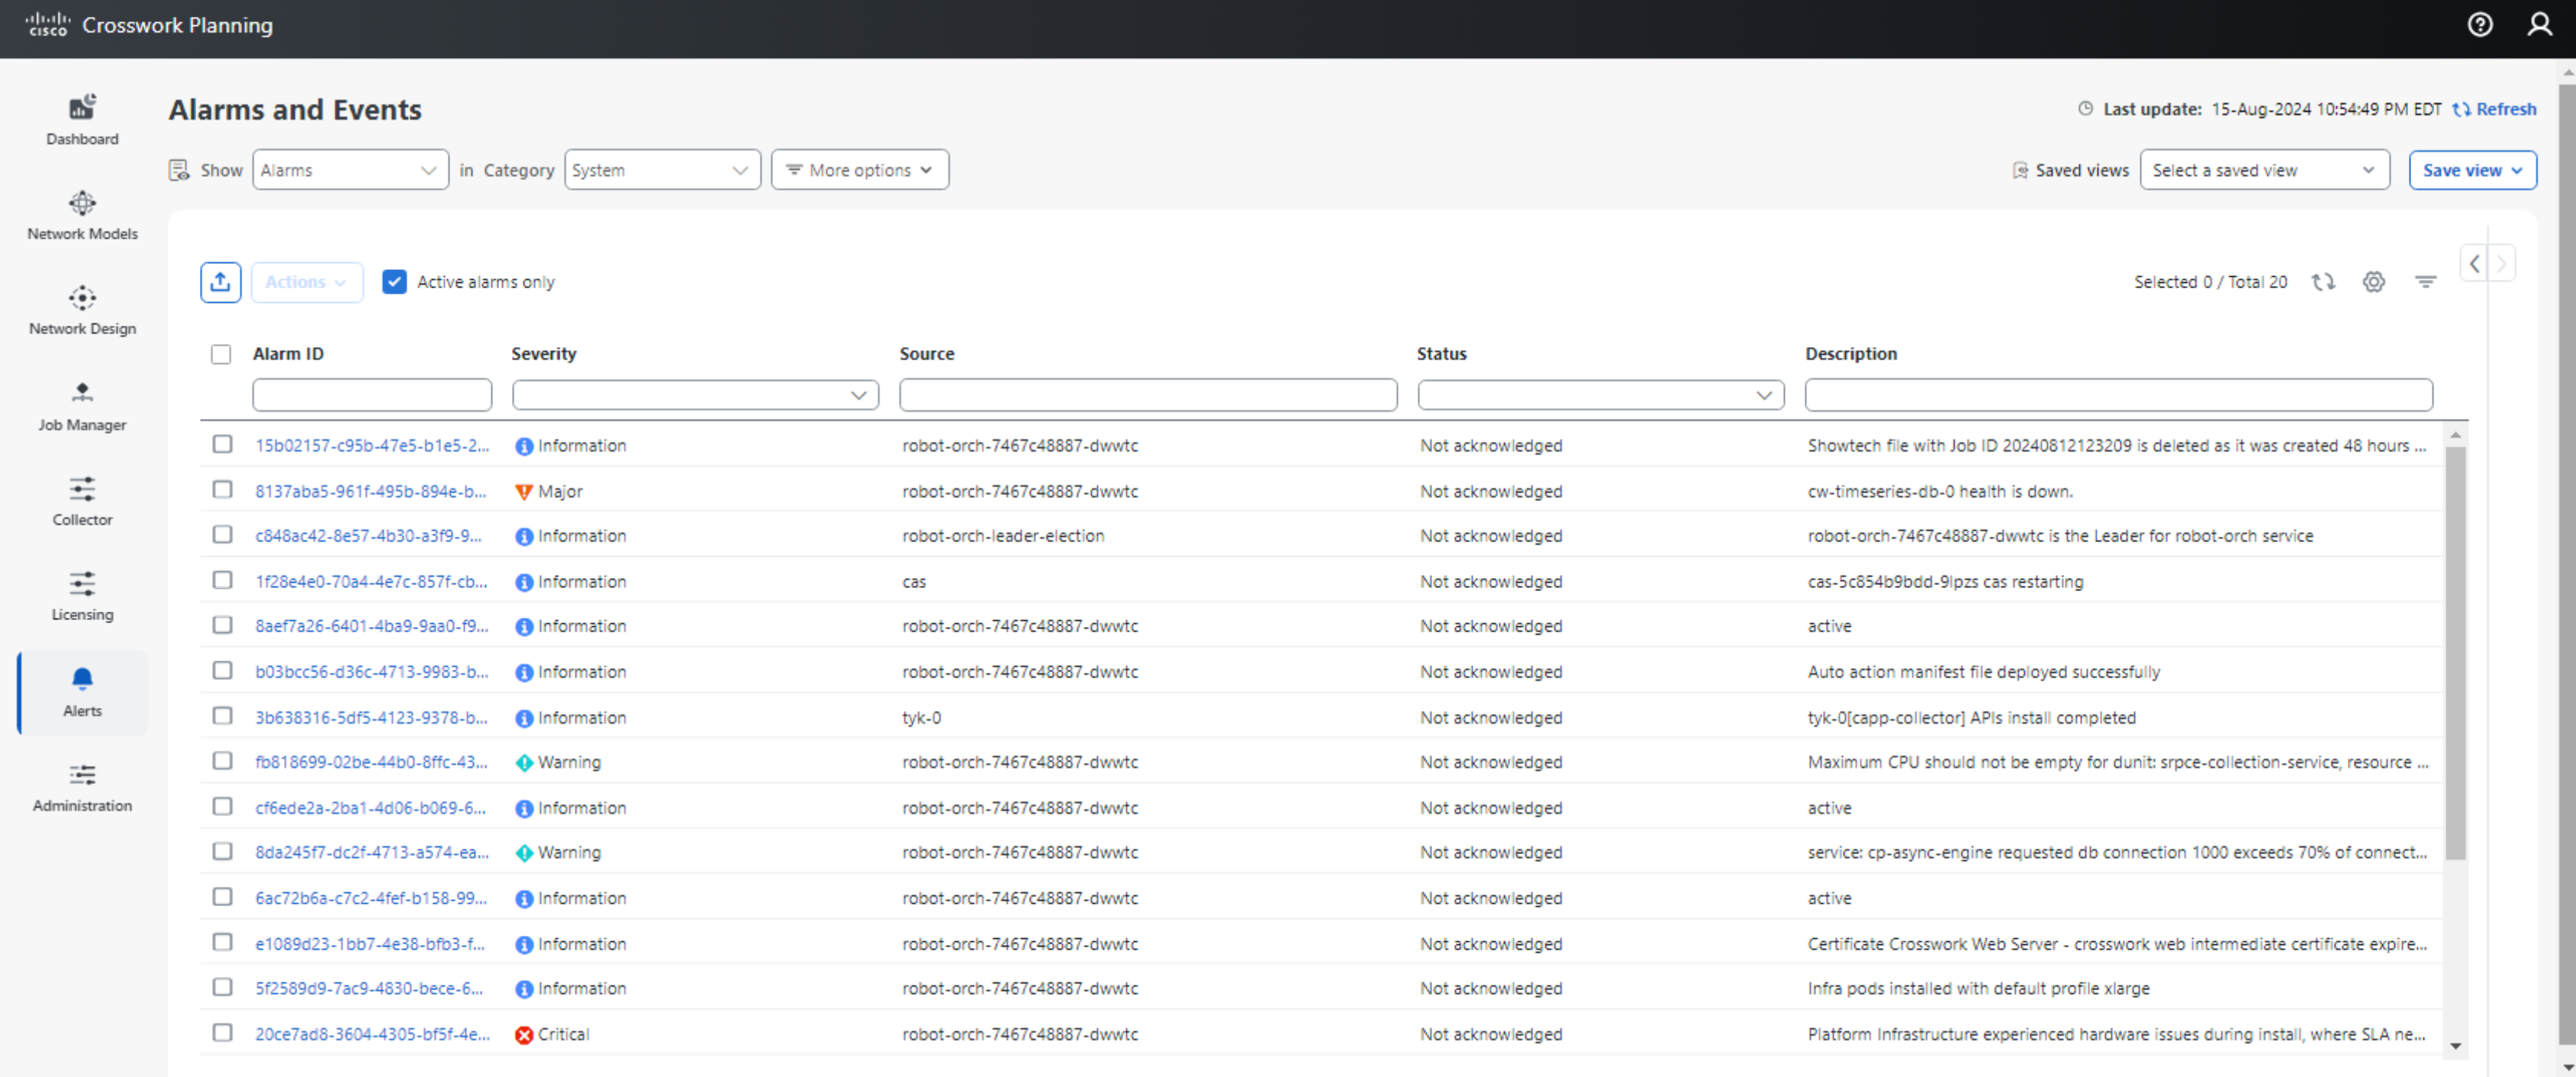 cisco Crosswork Planning
Alarms and Events
Last update: 15-Aug-2024 10:54:49 PM EDT Refresh
Show Alarms in Category System More options
Saved views Select a saved view Save view
Dashboard
Network Models
Network Design
Job Manager
Collector
Licensing
Alerts
Administration
Actions Active alarms only
Selected 0 / Total 20
Alarm ID Severity Source Status Description
15b02157-c95b-47e5-b1e5-2... Information robot-orch-7467c48887-dwwtc Not acknowledged Showtech file with Job ID 20240812123209 is deleted as it was created 48 hours ...
8137aba5-961f-495b-894e-b... Major robot-orch-7467c48887-dwwtc Not acknowledged cw-timeseries-db-0 health is down.
c848ac42-8e57-4b30-a3f9-9... Information robot-orch-leader-election Not acknowledged robot-orch-7467c48887-dwwtc is the Leader for robot-orch service
1f28e4e0-70a4-4e7c-857f-cb... Information cas Not acknowledged cas-5c854b9bdd-9lpzs cas restarting
8aef7a26-6401-4ba9-9aa0-f9... Information robot-orch-7467c48887-dwwtc Not acknowledged active
b03bcc56-d36c-4713-9983-b... Information robot-orch-7467c48887-dwwtc Not acknowledged Auto action manifest file deployed successfully
3b638316-5df5-4123-9378-b... Information tyk-0 Not acknowledged tyk-0[capp-collector] APIs install completed
fb818699-02be-44b0-8ffc-43... Warning robot-orch-7467c48887-dwwtc Not acknowledged Maximum CPU should not be empty for dunit: srpce-collection-service, resource ...
cf6ede2a-2ba1-4d06-b069-6... Information robot-orch-7467c48887-dwwtc Not acknowledged active
8da245f7-dc2f-4713-a574-ea... Warning robot-orch-7467c48887-dwwtc Not acknowledged service: cp-async-engine requested db connection 1000 exceeds 70% of connect...
6ac72b6a-c7c2-4fef-b158-99... Information robot-orch-7467c48887-dwwtc Not acknowledged active
e1089d23-1bb7-4e38-bfb3-f... Information robot-orch-7467c48887-dwwtc Not acknowledged Certificate Crosswork Web Server - crosswork web intermediate certificate expire...
5f2589d9-7ac9-4830-bece-6... Information robot-orch-7467c48887-dwwtc Not acknowledged Infra pods installed with default profile xlarge
20ce7ad8-3604-4305-bf5f-4e... Critical robot-orch-7467c48887-dwwtc Not acknowledged Platform Infrastructure experienced hardware issues during install, where SLA ne...